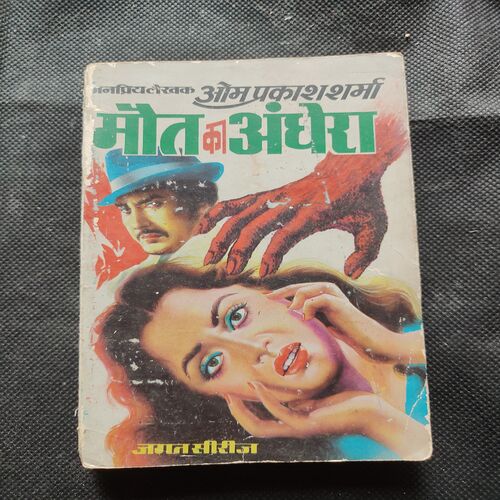 जनप्रिय लेखक ओम प्रकाश शर्मा
मौत का अंधेरा
जगत सीरीज